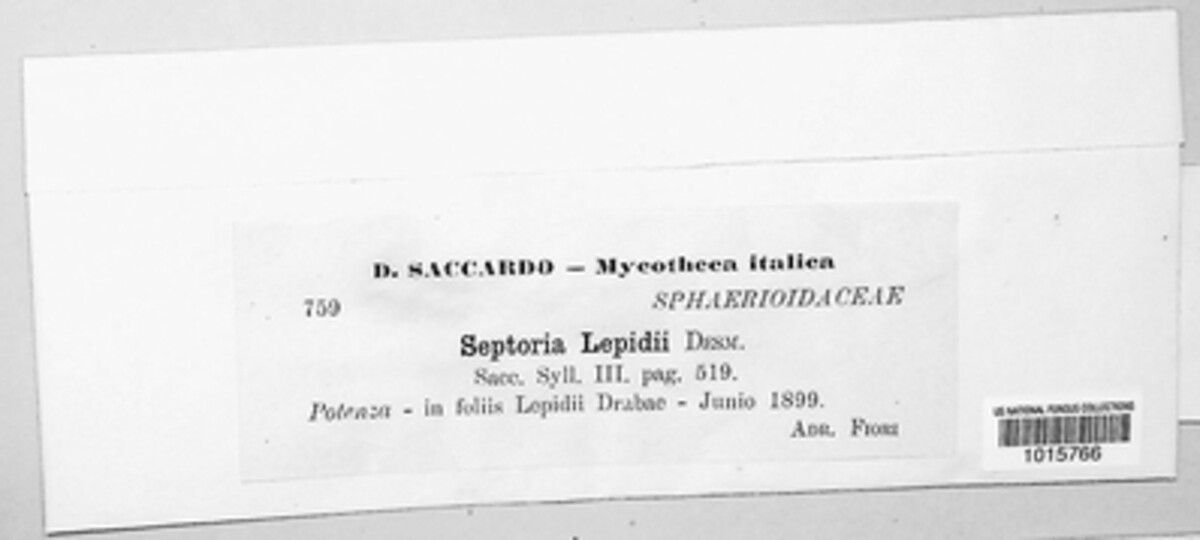 D. SACCARDO — Mycotheca italica
759 SPHAERIOIDACEAE
Septoria Lepidii DESM.
Sacc. Syll. III. pag. 519.
Potenza - in foliis Lepidii Drabae - Junio 1899.
ADR. FIORI
US NATIONAL FUNGUS COLLECTIONS
1015766